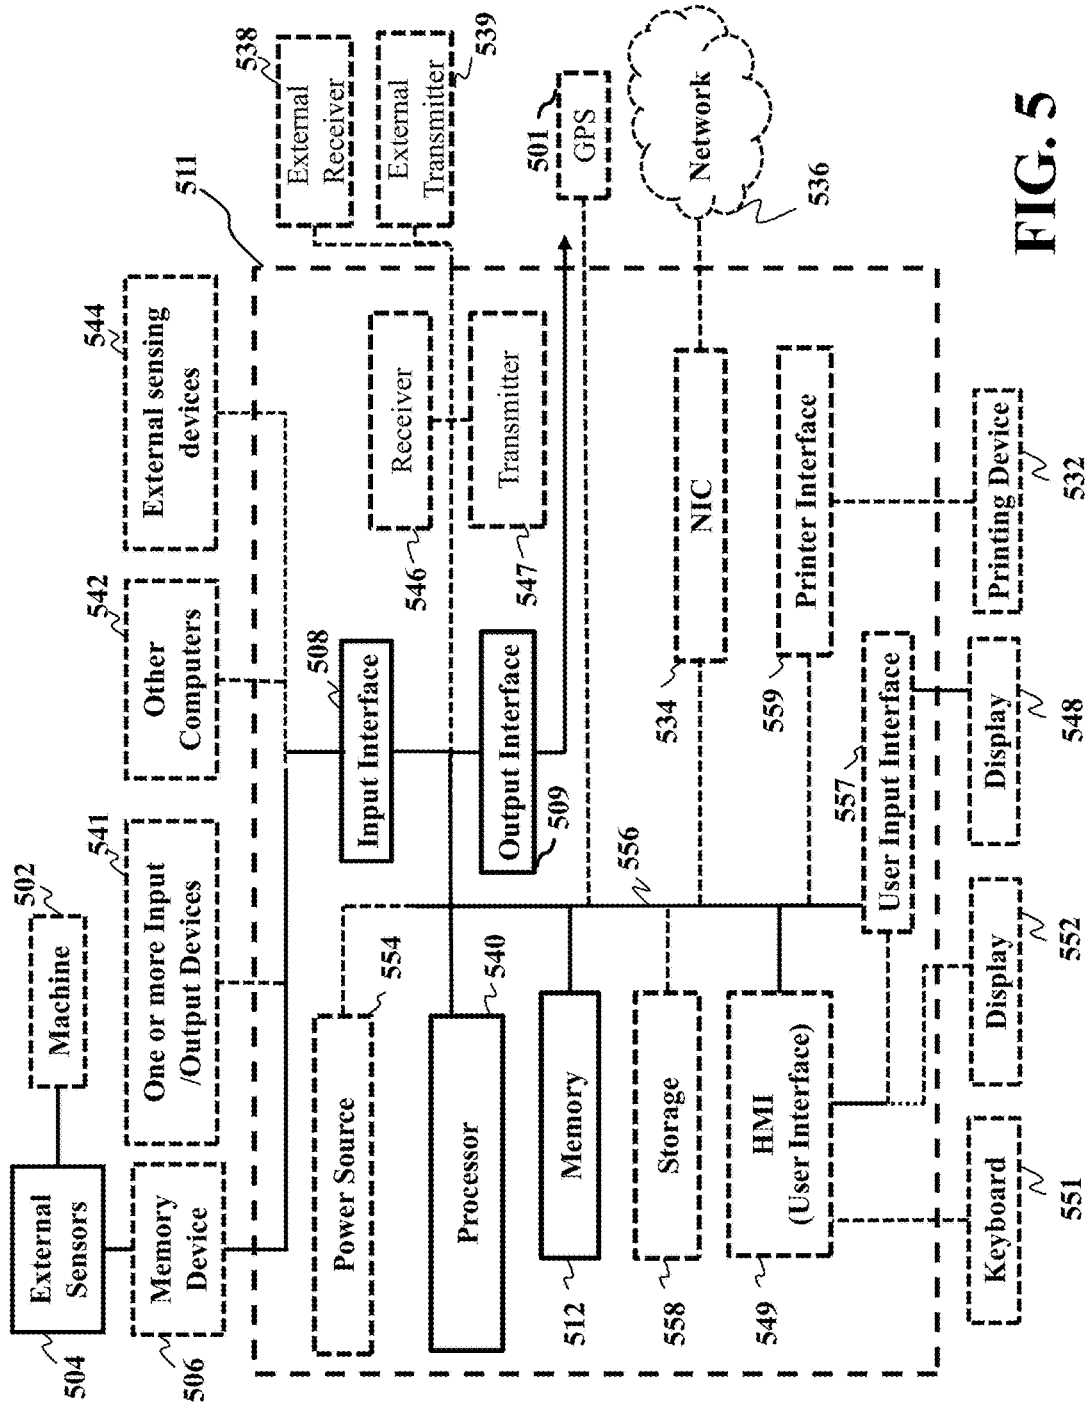 504
External
Sensors
Machine
502
506
Memory
Device
541
One or more Input
/Output Devices
542
Other
Computers
544
External sensing
devices
511
538
External
Receiver
External
Transmitter
539
Power Source
554
Input Interface
508
Receiver
546
Processor
540
Output Interface
509
Transmitter
547
501
GPS
Memory
512
556
Storage
558
NIC
534
Network
536
HMI
(User Interface)
549
Printer Interface
559
User Input Interface
557
Keyboard
551
Display
552
Display
548
Printing Device
532
FIG. 5